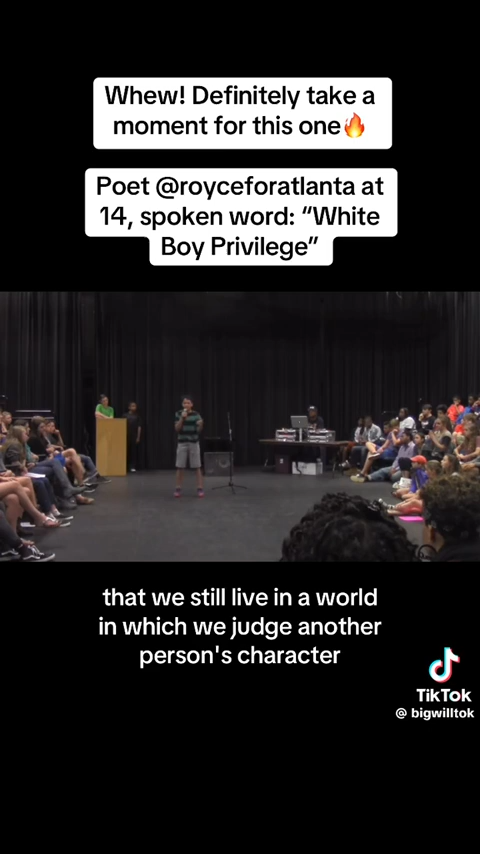 Whew! Definitely take a
moment for this one🔥
Poet @royceforatlanta at
14, spoken word: “White
Boy Privilege”
that we still live in a world
in which we judge another
person's character
TikTok
@ bigwilltok